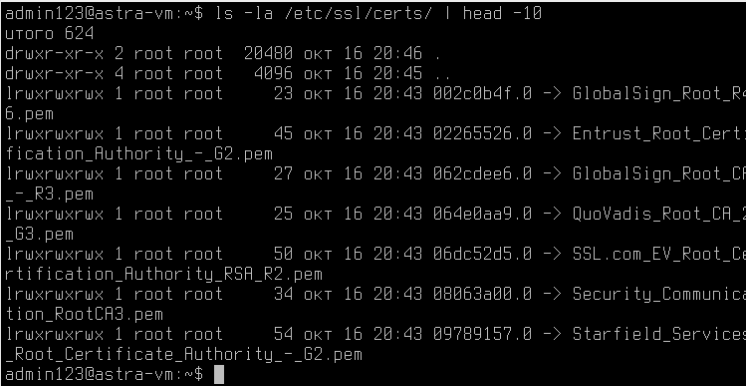 admin123@astra-vm:~$ ls -la /etc/ssl/certs/ | head -10
итого 624
drwxr-xr-x 2 root root  20480 окт 16 20:46 .
drwxr-xr-x 4 root root   4096 окт 16 20:45 ..
lrwxrwxrwx 1 root root     23 окт 16 20:43 002c0b4f.0 -> GlobalSign_Root_R4
6.pem
lrwxrwxrwx 1 root root     45 окт 16 20:43 02265526.0 -> Entrust_Root_Certi
fication_Authority_-_G2.pem
lrwxrwxrwx 1 root root     27 окт 16 20:43 062cdee6.0 -> GlobalSign_Root_CA
_-_R3.pem
lrwxrwxrwx 1 root root     25 окт 16 20:43 064e0aa9.0 -> QuoVadis_Root_CA_2
_G3.pem
lrwxrwxrwx 1 root root     50 окт 16 20:43 06dc52d5.0 -> SSL.com_EV_Root_Ce
rtification_Authority_RSA_R2.pem
lrwxrwxrwx 1 root root     34 окт 16 20:43 08063a00.0 -> Security_Communica
tion_RootCA3.pem
lrwxrwxrwx 1 root root     54 окт 16 20:43 09789157.0 -> Starfield_Services
_Root_Certificate_Authority_-_G2.pem
admin123@astra-vm:~$